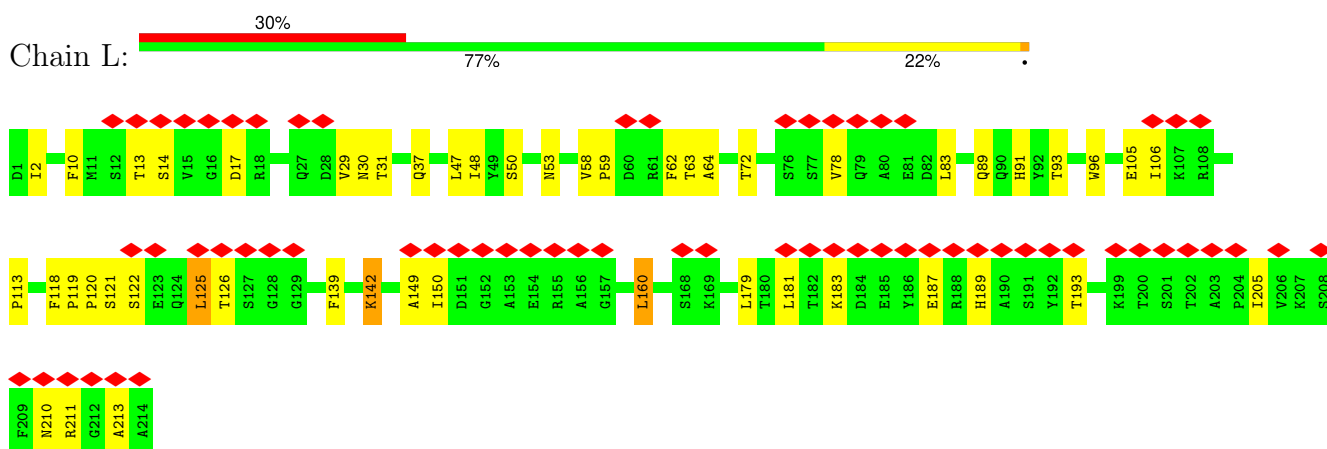 30%
Chain L:
77% 22% •
D1 I2 F10 M11 S12 T13 S14 V15 G16 D17 R18 Q27 D28 V29 N30 T31 Q37 L47 I48 Y49 S50 N53 V58 P59 D60 R61 F62 T63 A64 T72 S76 S77 V78 Q79 A80 E81 D82 L83 Q89 Q90 H91 Y92 T93 W96 E105 I106 K107 R108
P113 F118 P119 P120 S121 S122 E123 Q124 L125 T126 S127 G128 G129 F139 K142 A149 I150 D151 G152 A153 E154 R155 A156 G157 L160 S168 K169 L179 T180 L181 T182 K183 D184 E185 Y186 E187 R188 H189 A190 S191 Y192 T193 K199 T200 S201 T202 A203 P204 I205 V206 K207 S208
F209 N210 R211 G212 A213 A214